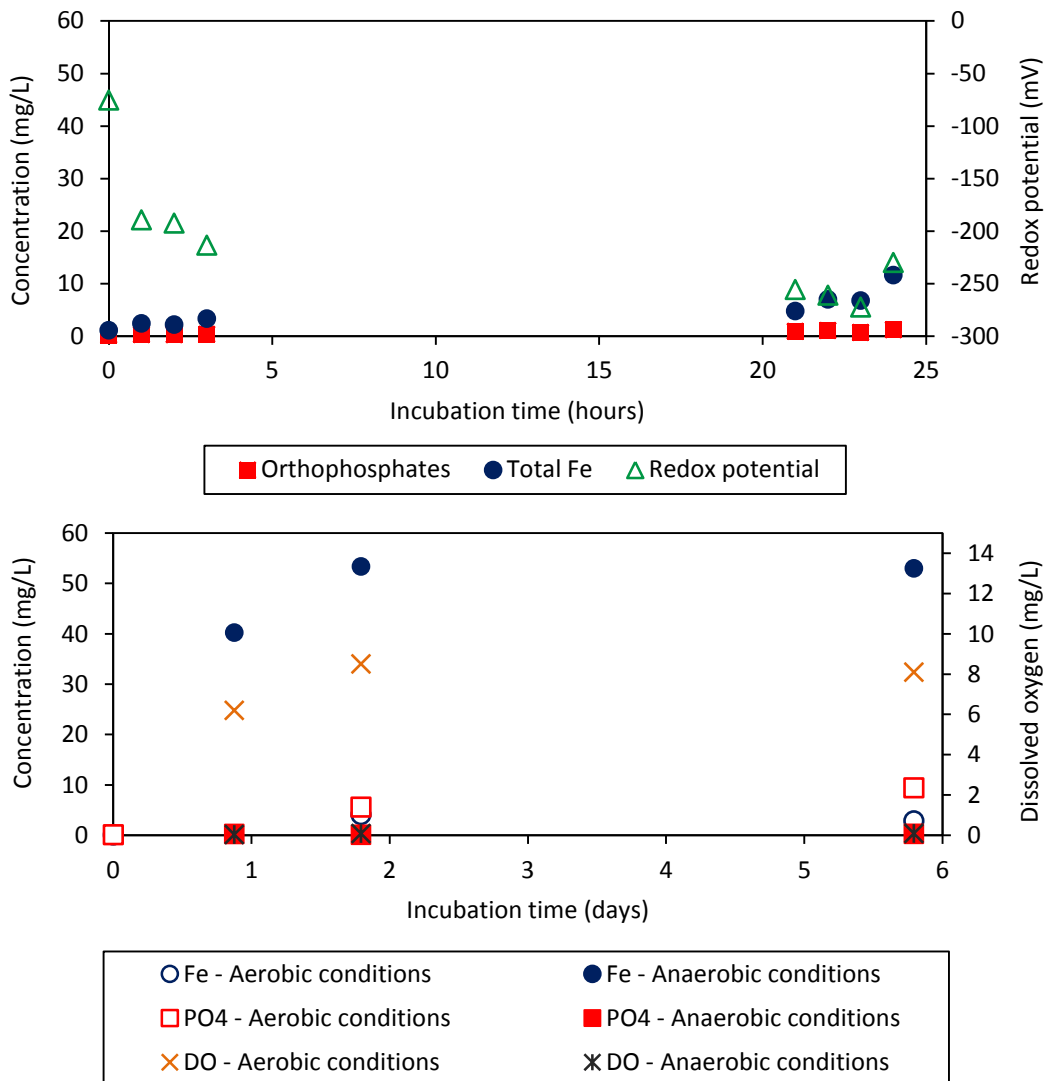 60
50
40
30
20
10
0
Concentration (mg/L)
0
-50
-100
-150
-200
-250
-300
Redox potential (mV)
0 5 10 15 20 25
Incubation time (hours)
Orthophosphates Total Fe Redox potential
60
50
40
30
20
10
0
Concentration (mg/L)
14
12
10
8
6
4
2
0
Dissolved oxygen (mg/L)
0 1 2 3 4 5 6
Incubation time (days)
Fe - Aerobic conditions Fe - Anaerobic conditions
PO4 - Aerobic conditions PO4 - Anaerobic conditions
DO - Aerobic conditions DO - Anaerobic conditions